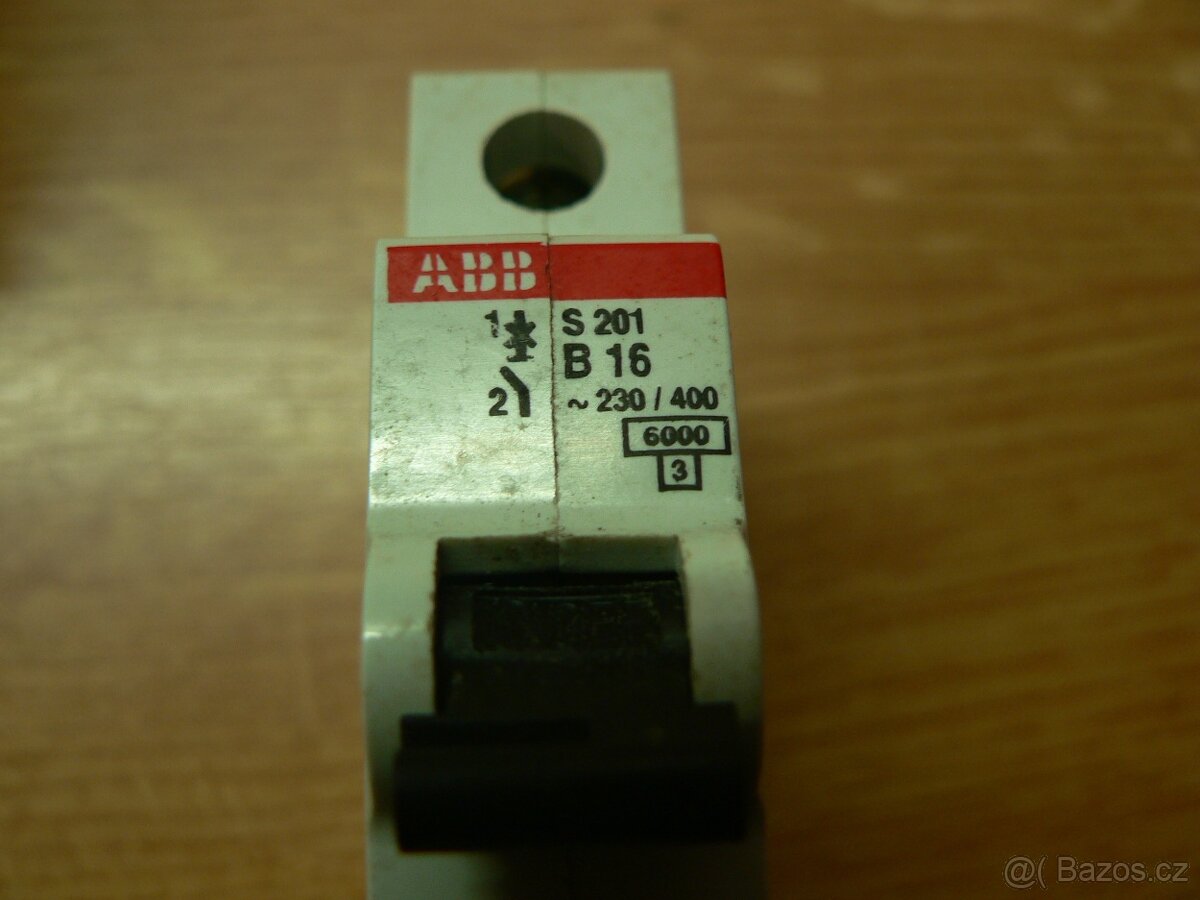 ABB
1 S 201
B 16
2 ~ 230 / 400
6000
3
@( Bazos.cz